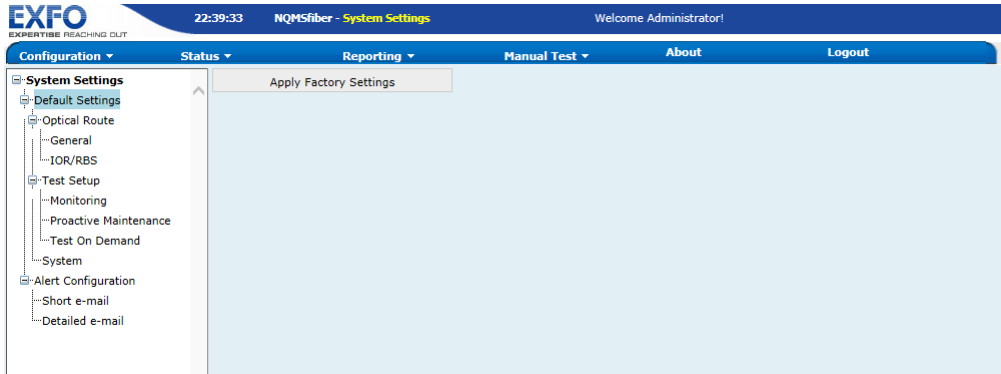 EXFO
EXPERTISE REACHING OUT
22:39:33 NQMSfiber - System Settings Welcome Administrator!
Configuration Status Reporting Manual Test About Logout
System Settings
Apply Factory Settings
Default Settings
Optical Route
General
IOR/RBS
Test Setup
Monitoring
Proactive Maintenance
Test On Demand
System
Alert Configuration
Short e-mail
Detailed e-mail